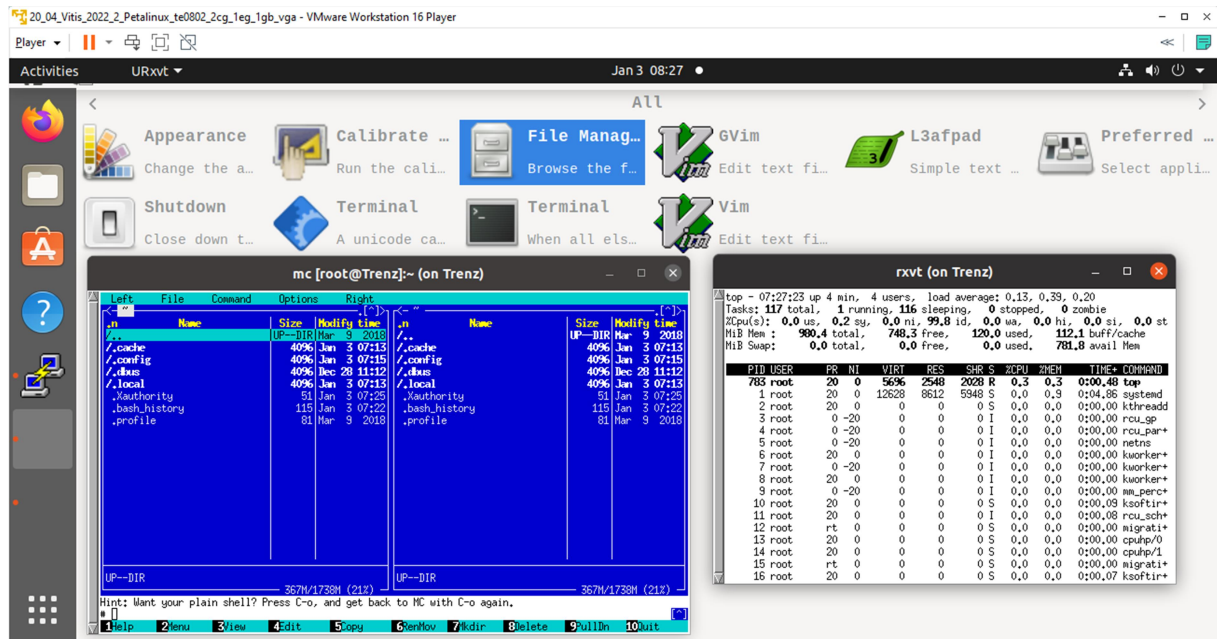 20_04_Vitis_2022_2_Petalinux_te0802_2cg_1eg_1gb_vga - VMware Workstation 16 Player
Player
Activities URxvt Jan 3 08:27
All
Appearance Calibrate … File Manag… GVim L3afpad Preferred …
Change the a… Run the cali… Browse the f… Edit text fi… Simple text … Select appli…
Shutdown Terminal Terminal Vim
Close down t… A unicode ca… When all els… Edit text fi…
mc [root@Trenz]:~ (on Trenz)
Left File Command Options Right
<- ~ .[^]> <- ~ .[^]>
.n Name Size Modify time .n Name Size Modify time
/.. UP--DIR Mar 9 2018 /.. UP--DIR Mar 9 2018
/.cache 4096 Jan 3 07:13 /.cache 4096 Jan 3 07:13
/.config 4096 Jan 3 07:15 /.config 4096 Jan 3 07:15
/.dbus 4096 Dec 28 11:12 /.dbus 4096 Dec 28 11:12
/.local 4096 Jan 3 07:13 /.local 4096 Jan 3 07:13
.Xauthority 51 Jan 3 07:25 .Xauthority 51 Jan 3 07:25
.bash_history 115 Jan 3 07:22 .bash_history 115 Jan 3 07:22
.profile 81 Mar 9 2018 .profile 81 Mar 9 2018
UP--DIR UP--DIR
367M/1738M (21%) 367M/1738M (21%)
Hint: Want your plain shell? Press C-o, and get back to MC with C-o again.
# [^]
1Help 2Menu 3View 4Edit 5Copy 6RenMov 7Mkdir 8Delete 9PullDn 10Quit
rxvt (on Trenz)
top - 07:27:23 up 4 min, 4 users, load average: 0.13, 0.39, 0.20
Tasks: 117 total, 1 running, 116 sleeping, 0 stopped, 0 zombie
%Cpu(s): 0.0 us, 0.2 sy, 0.0 ni, 99.8 id, 0.0 wa, 0.0 hi, 0.0 si, 0.0 st
MiB Mem : 980.4 total, 748.3 free, 120.0 used, 112.1 buff/cache
MiB Swap: 0.0 total, 0.0 free, 0.0 used. 781.8 avail Mem
PID USER PR NI VIRT RES SHR S %CPU %MEM TIME+ COMMAND
783 root 20 0 5696 2548 2028 R 0.3 0.3 0:00.48 top
1 root 20 0 12628 8612 5948 S 0.0 0.9 0:04.86 systemd
2 root 20 0 0 0 0 S 0.0 0.0 0:00.00 kthreadd
3 root 0 -20 0 0 0 I 0.0 0.0 0:00.00 rcu_gp
4 root 0 -20 0 0 0 I 0.0 0.0 0:00.00 rcu_par+
5 root 0 -20 0 0 0 I 0.0 0.0 0:00.00 netns
6 root 20 0 0 0 0 I 0.0 0.0 0:00.00 kworker+
7 root 0 -20 0 0 0 I 0.0 0.0 0:00.00 kworker+
8 root 20 0 0 0 0 I 0.0 0.0 0:00.00 kworker+
9 root 0 -20 0 0 0 I 0.0 0.0 0:00.00 mm_perc+
10 root 20 0 0 0 0 S 0.0 0.0 0:00.09 ksoftir+
11 root 20 0 0 0 0 I 0.0 0.0 0:00.08 rcu_sch+
12 root rt 0 0 0 0 S 0.0 0.0 0:00.00 migrati+
13 root 20 0 0 0 0 S 0.0 0.0 0:00.00 cpuhp/0
14 root 20 0 0 0 0 S 0.0 0.0 0:00.00 cpuhp/1
15 root rt 0 0 0 0 S 0.0 0.0 0:00.00 migrati+
16 root 20 0 0 0 0 S 0.0 0.0 0:00.07 ksoftir+